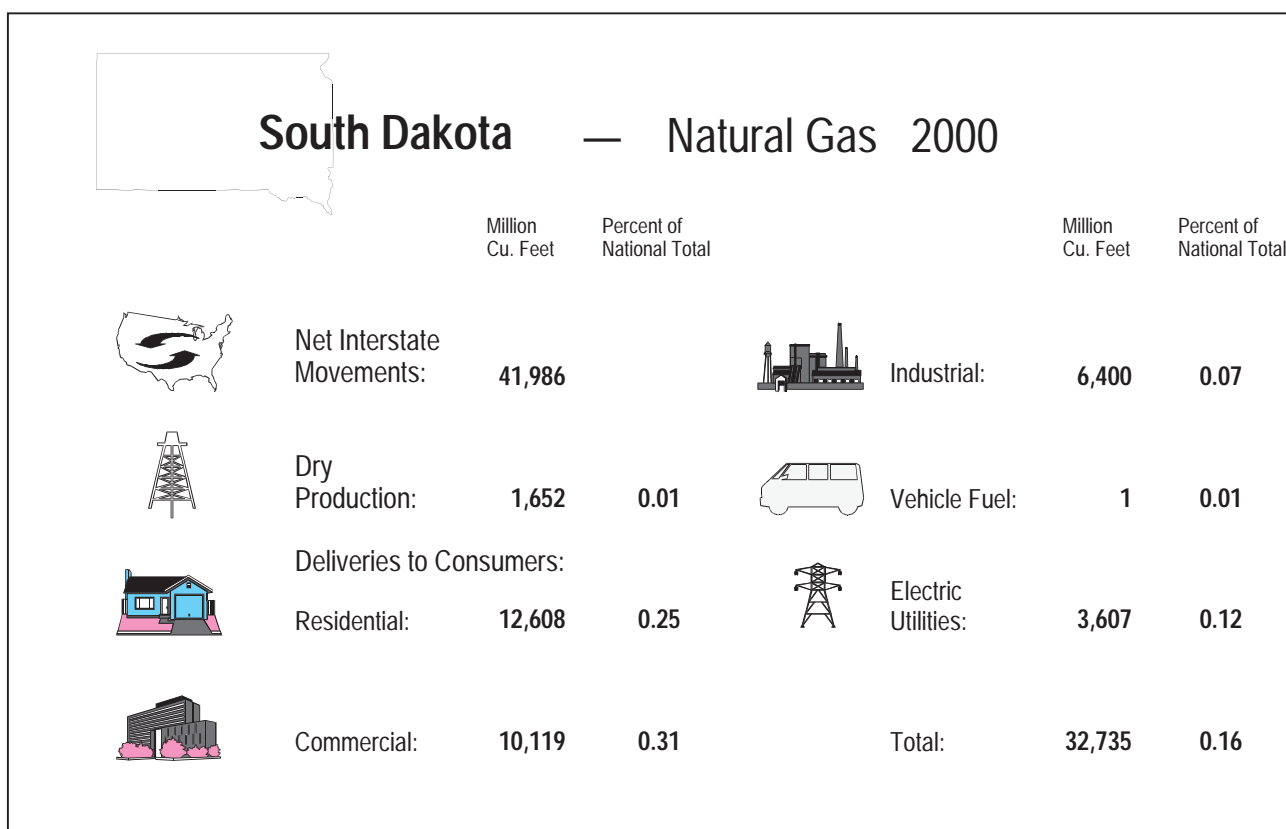 South Dakota — Natural Gas 2000
Million
Cu. Feet
Percent of
National Total
Million
Cu. Feet
Percent of
National Total
Net Interstate
Movements: 41,986
Industrial: 6,400 0.07
Dry
Production: 1,652 0.01
Vehicle Fuel: 1 0.01
Deliveries to Consumers:
Residential: 12,608 0.25
Electric
Utilities: 3,607 0.12
Commercial: 10,119 0.31
Total: 32,735 0.16